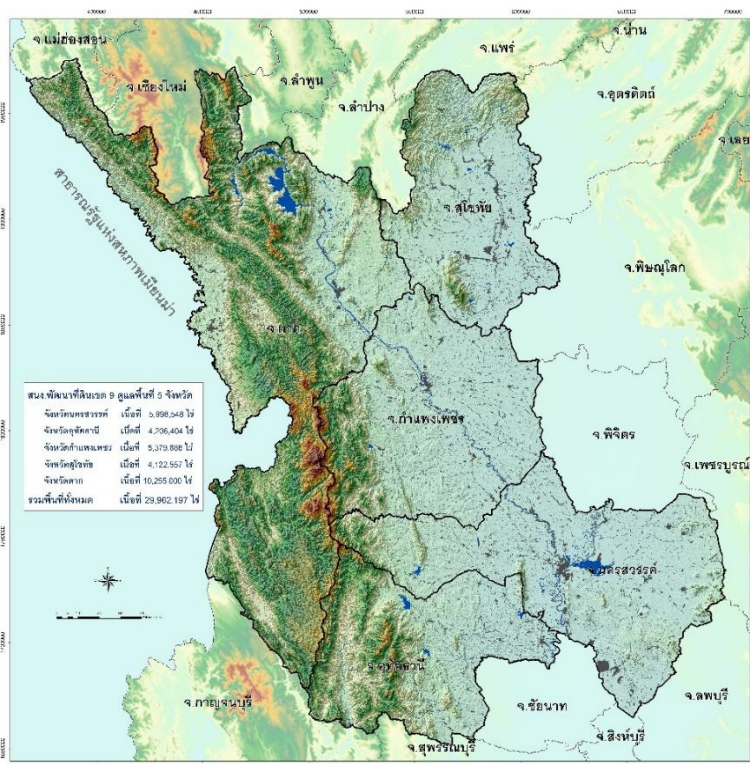 จ.แม่ฮ่องสอน
จ.เชียงใหม่
จ.ลำพูน
จ.ลำปาง
จ.แพร่
จ.น่าน
จ.อุตรดิตถ์
จ.เลย
สาธารณรัฐแห่งสหภาพเมียนมา
จ.สุโขทัย
จ.พิษณุโลก
จ.ตาก
สนง.พัฒนาที่ดินเขต 9 ดูแลพื้นที่ 5 จังหวัด
จังหวัดนครสวรรค์ เนื้อที่ 5,998,548 ไร่
จังหวัดอุทัยธานี เนื้อที่ 4,206,404 ไร่
จังหวัดกำแพงเพชร เนื้อที่ 5,379,688 ไร่
จังหวัดสุโขทัย เนื้อที่ 4,122,557 ไร่
จังหวัดตาก เนื้อที่ 10,255,000 ไร่
รวมพื้นที่ทั้งหมด เนื้อที่ 29,962,197 ไร่
จ.กำแพงเพชร
จ.พิจิตร
จ.เพชรบูรณ์
จ.นครสวรรค์
จ.อุทัยธานี
จ.กาญจนบุรี
จ.ชัยนาท
จ.ลพบุรี
จ.สิงห์บุรี
จ.สุพรรณบุรี